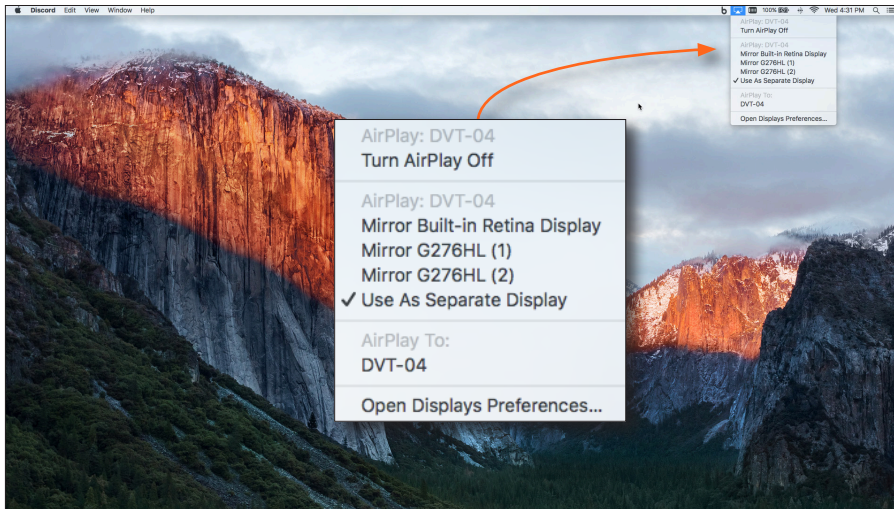 Discord Edit View Window Help
100% Wed 4:31 PM
AirPlay: DVT-04
Turn AirPlay Off
AirPlay: DVT-04
Mirror Built-in Retina Display
Mirror G276HL (1)
Mirror G276HL (2)
✓ Use As Separate Display
AirPlay To:
DVT-04
Open Displays Preferences...
AirPlay: DVT-04
Turn AirPlay Off
AirPlay: DVT-04
Mirror Built-in Retina Display
Mirror G276HL (1)
Mirror G276HL (2)
✓ Use As Separate Display
AirPlay To:
DVT-04
Open Displays Preferences...